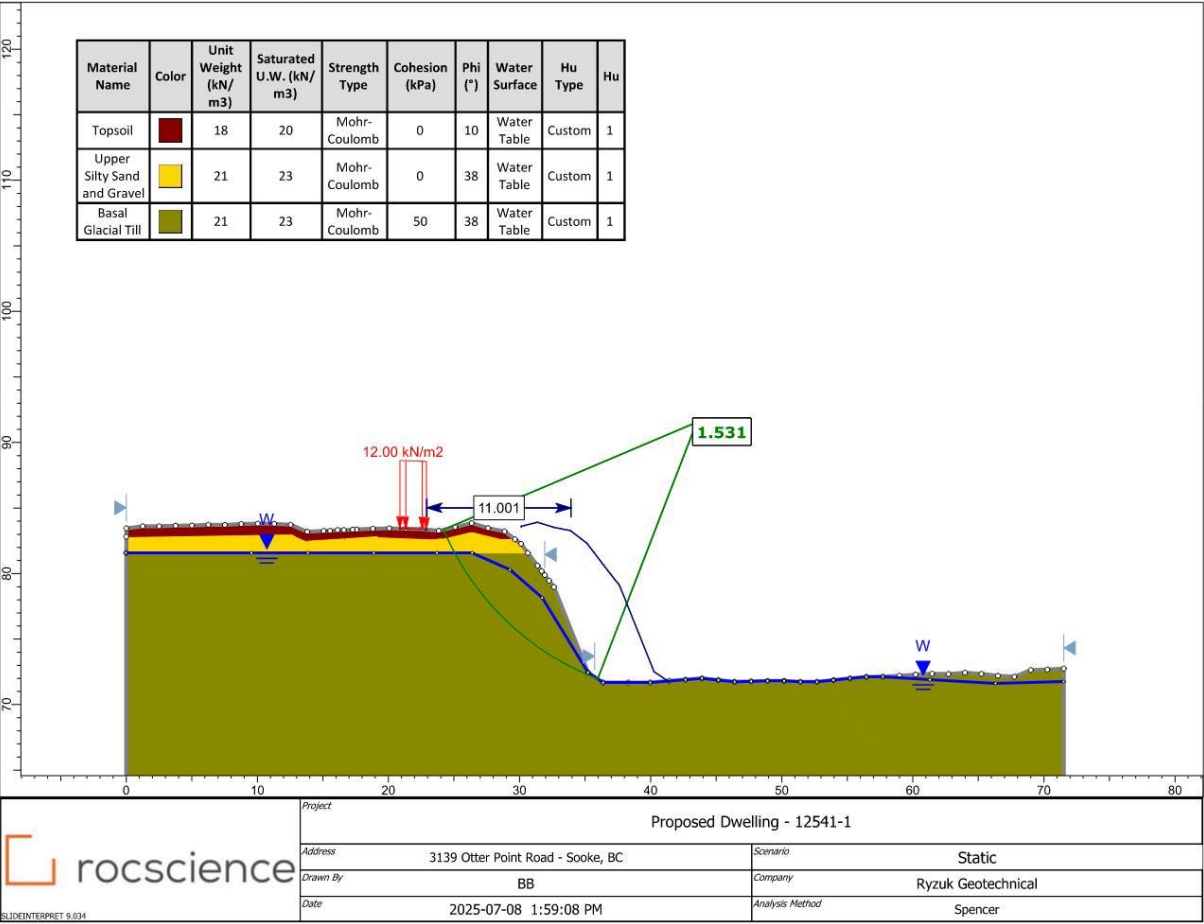 120
110
100
90
80
70
Material Name Color Unit Weight (kN/ m3) Saturated U.W. (kN/ m3) Strength Type Cohesion (kPa) Phi (°) Water Surface Hu Type Hu
Topsoil 18 20 Mohr-Coulomb 0 10 Water Table Custom 1
Upper Silty Sand and Gravel 21 23 Mohr-Coulomb 0 38 Water Table Custom 1
Basal Glacial Till 21 23 Mohr-Coulomb 50 38 Water Table Custom 1
1.531
12.00 kN/m2
11.001
W
W
0 10 20 30 40 50 60 70 80
rocscience
SLIDEINTERPRET 9.034
Project
Proposed Dwelling - 12541-1
Address 3139 Otter Point Road - Sooke, BC Scenario Static
Drawn By BB Company Ryzuk Geotechnical
Date 2025-07-08 1:59:08 PM Analysis Method Spencer